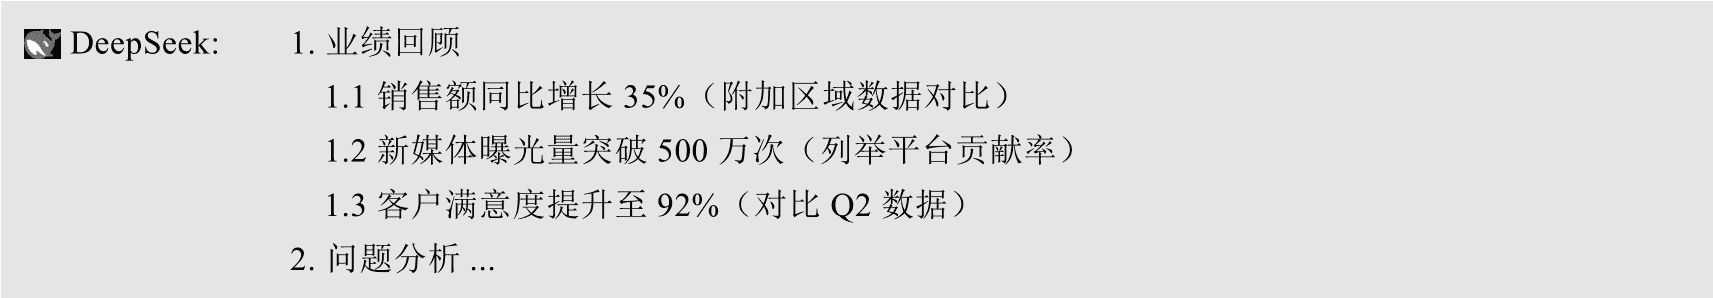 DeepSeek: 1. 业绩回顾
1.1 销售额同比增长 35%（附加区域数据对比）
1.2 新媒体曝光量突破 500 万次（列举平台贡献率）
1.3 客户满意度提升至 92%（对比 Q2 数据）
2. 问题分析 ...